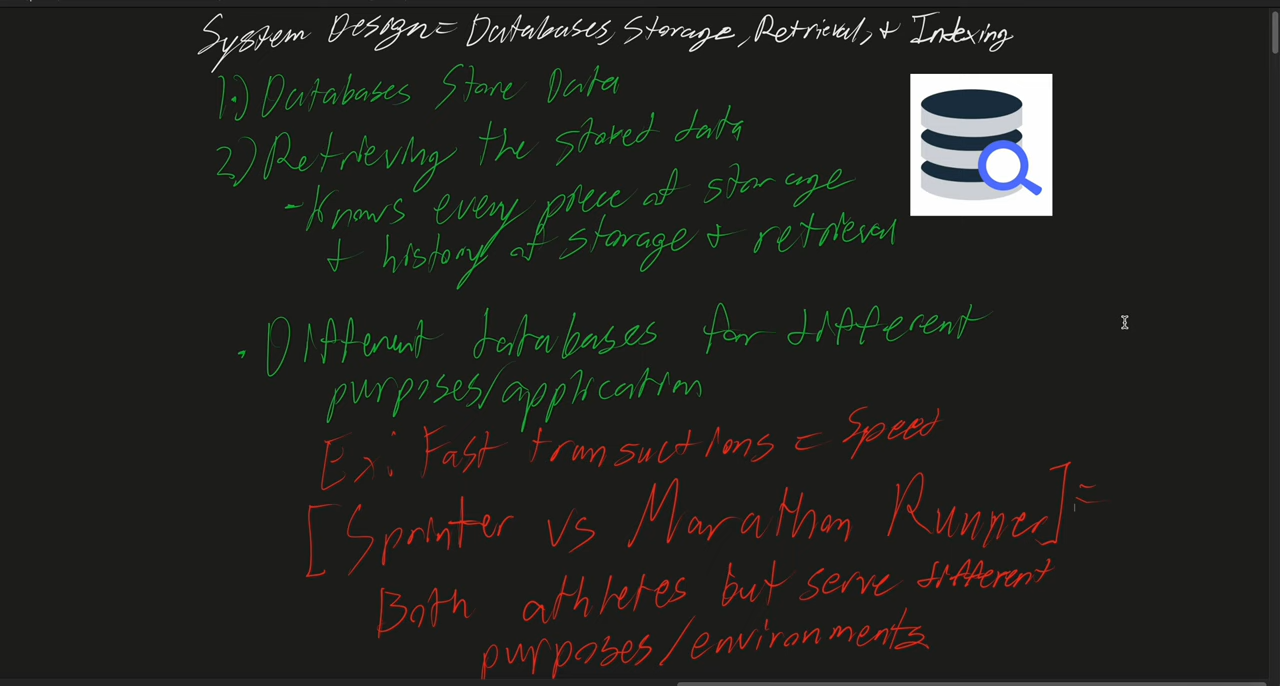 System Design = Databases, Storage, Retrieval, + Indexing
1.) Databases Store Data
2.) Retrieving the stored data
- Knows every piece of storage
+ history of storage + retrieval
• Different databases for different
purposes/application
Ex: Fast transactions = Speed
[Sprinter vs Marathon Runner] =
Both athletes but serve different
purposes/environments